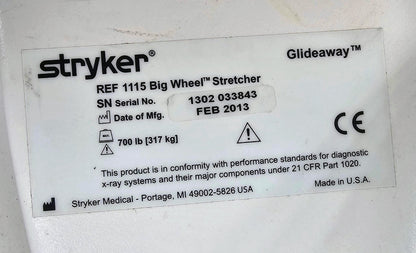 stryker®
Glideaway™
REF 1115 Big Wheel™ Stretcher
SN Serial No. 1302 033843
Date of Mfg. FEB 2013
700 lb [317 kg]
CE
This product is in conformity with performance standards for diagnostic
x-ray systems and their major components under 21 CFR Part 1020.
Stryker Medical - Portage, MI 49002-5826 USA
Made in U.S.A.